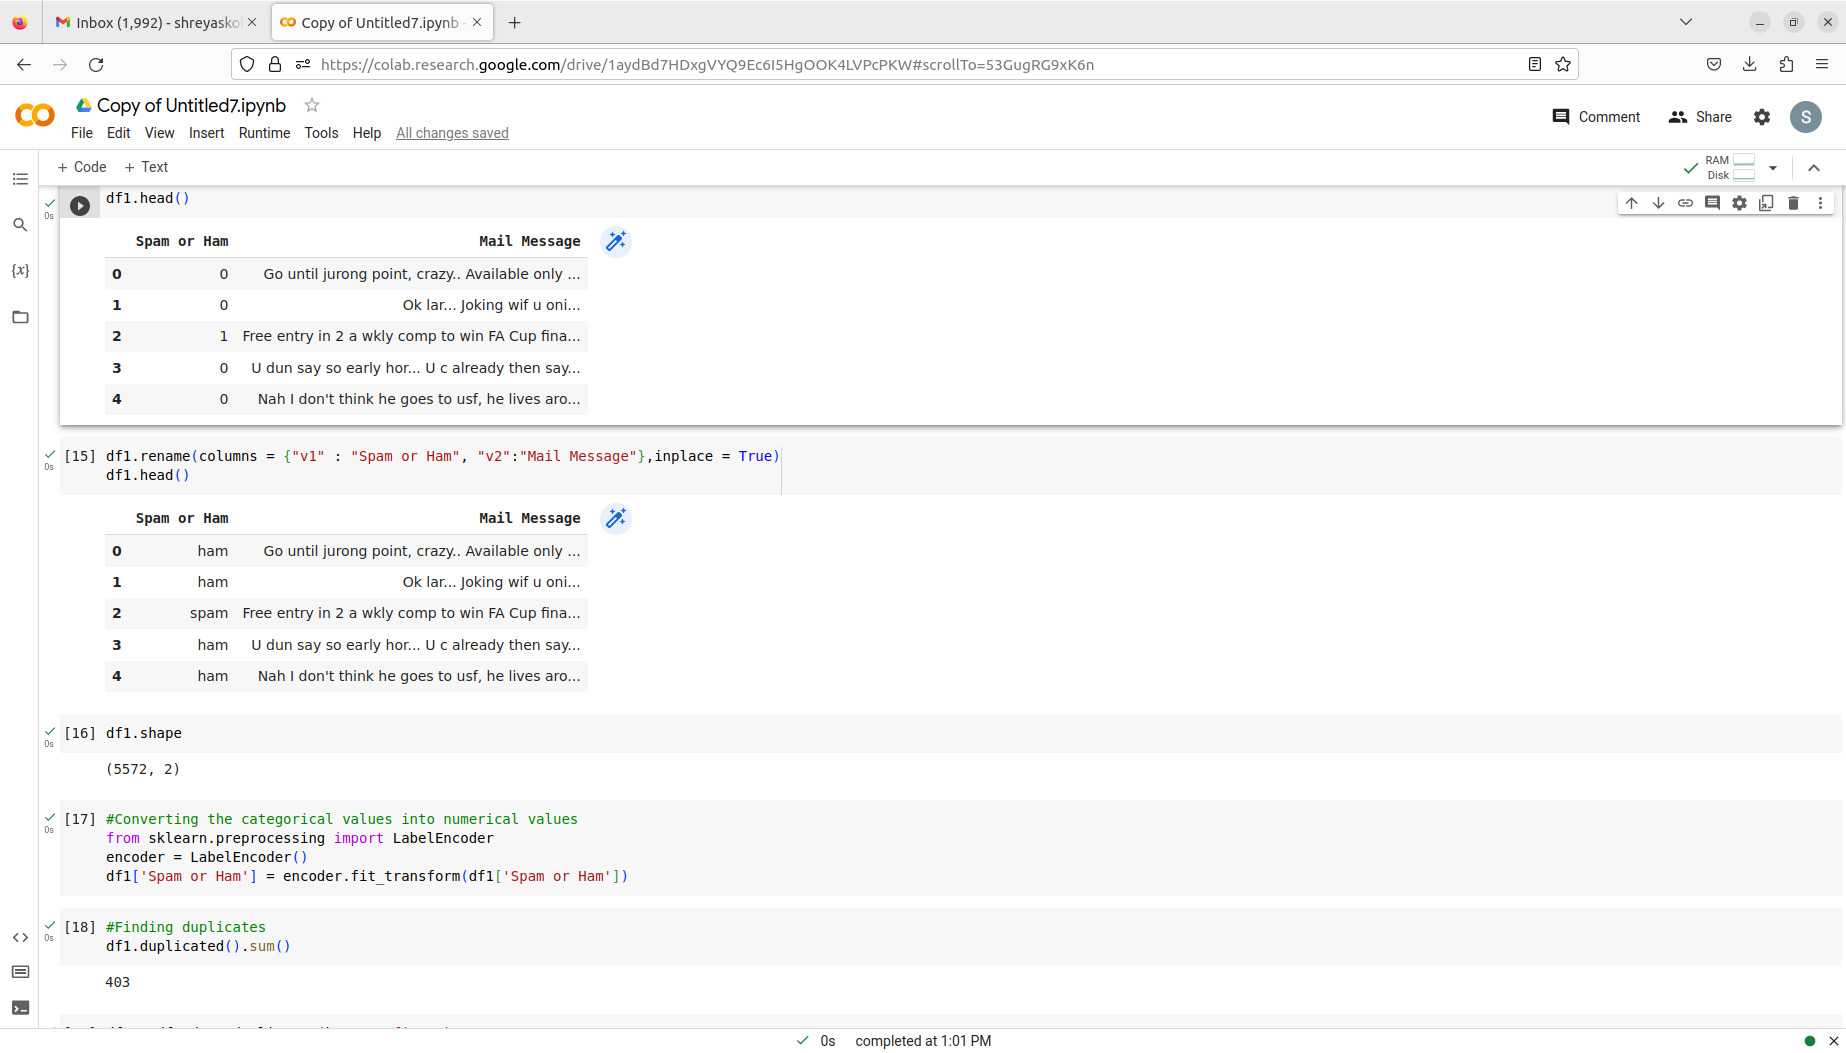 Inbox (1,992) - shreyasko
Copy of Untitled7.ipynb -
https://colab.research.google.com/drive/1aydBd7HDxgVYQ9Ec6I5HgOOK4LVPcPKW#scrollTo=53GugRG9xK6n
Copy of Untitled7.ipynb
File Edit View Insert Runtime Tools Help All changes saved
Comment
Share
S
+ Code + Text
RAM
Disk
0s
df1.head()
Spam or Ham Mail Message
0 0 Go until jurong point, crazy.. Available only ...
1 0 Ok lar... Joking wif u oni...
2 1 Free entry in 2 a wkly comp to win FA Cup fina...
3 0 U dun say so early hor... U c already then say...
4 0 Nah I don't think he goes to usf, he lives aro...
0s
[15] df1.rename(columns = {"v1" : "Spam or Ham", "v2":"Mail Message"},inplace = True)
df1.head()
Spam or Ham Mail Message
0 ham Go until jurong point, crazy.. Available only ...
1 ham Ok lar... Joking wif u oni...
2 spam Free entry in 2 a wkly comp to win FA Cup fina...
3 ham U dun say so early hor... U c already then say...
4 ham Nah I don't think he goes to usf, he lives aro...
0s
[16] df1.shape
(5572, 2)
0s
[17] #Converting the categorical values into numerical values
from sklearn.preprocessing import LabelEncoder
encoder = LabelEncoder()
df1['Spam or Ham'] = encoder.fit_transform(df1['Spam or Ham'])
0s
[18] #Finding duplicates
df1.duplicated().sum()
403
0s completed at 1:01 PM
{x}